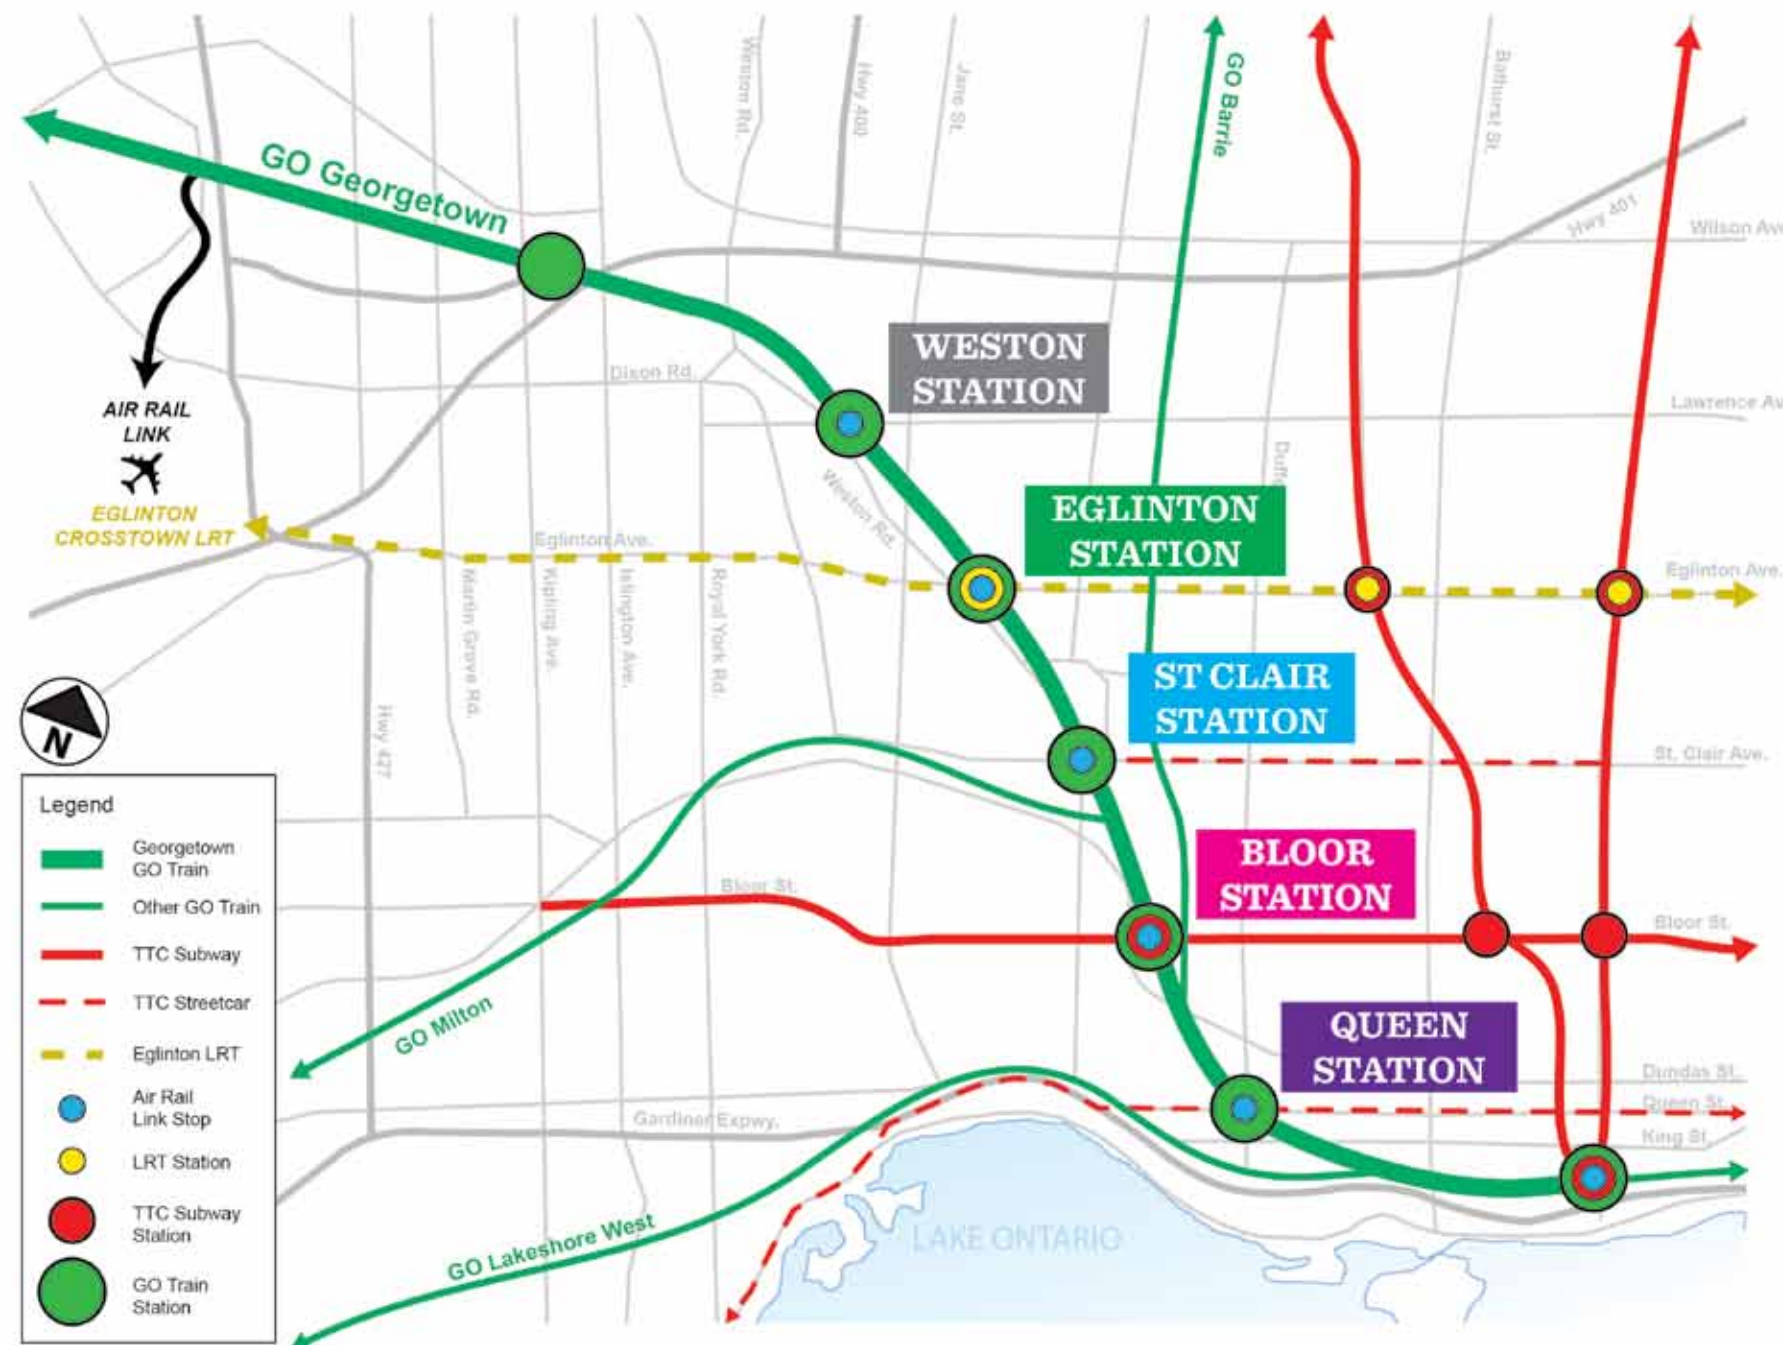 GO Georgetown
Weston Rd.
Hwy 400
Jane St.
GO Barrie
Bathurst St.
Hwy 401
Wilson Ave
WESTON
STATION
Dixon Rd.
Lawrence Av
AIR RAIL
LINK
EGLINTON
CROSSTOWN LRT
Weston Rd.
Duffe
EGLINTON
STATION
Eglinton Ave.
Eglinton Ave.
Martin Grove Rd.
Kipling Ave.
Islington Ave.
Royal York Rd.
N
Hwy 427
ST CLAIR
STATION
St. Clair Ave.
BLOOR
STATION
Bloor St.
Bloor St.
GO Milton
QUEEN
STATION
Dundas St.
Queen St.
King St.
Gardiner Expwy.
GO Lakeshore West
LAKE ONTARIO
Legend
Georgetown
GO Train
Other GO Train
TTC Subway
TTC Streetcar
Eglinton LRT
Air Rail
Link Stop
LRT Station
TTC Subway
Station
GO Train
Station